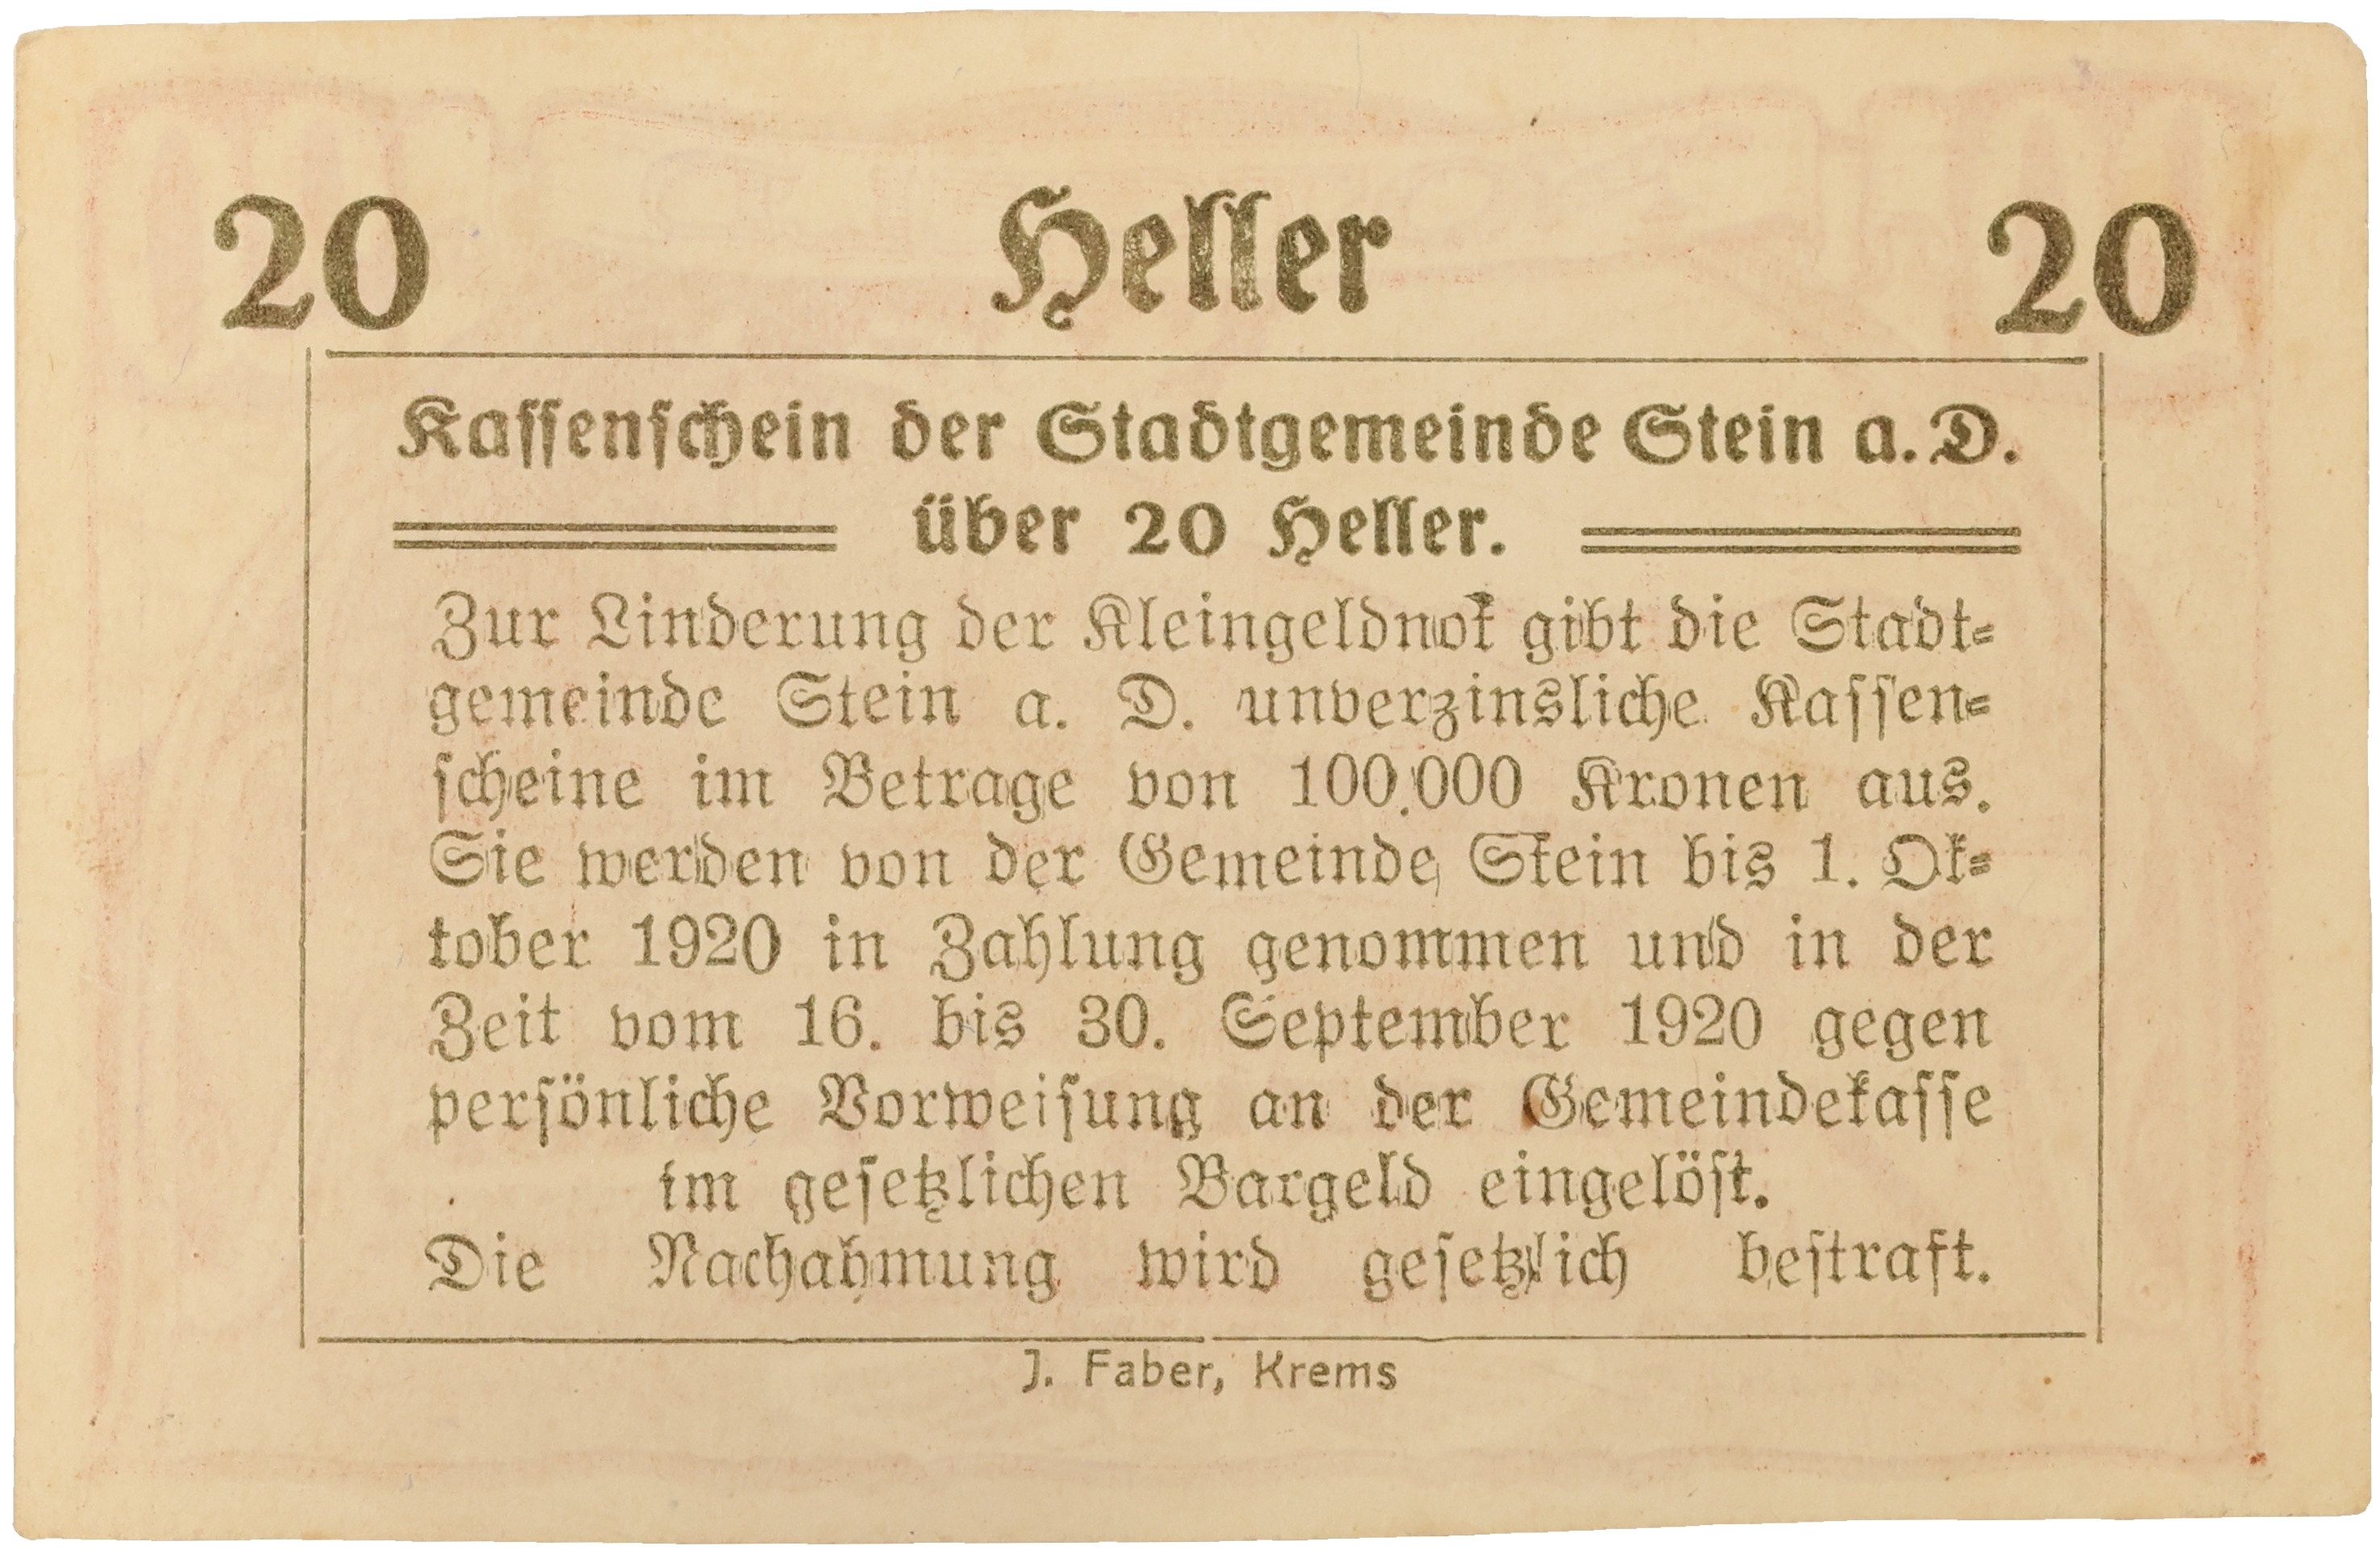 20 Heller 20
Kassenschein der Stadtgemeinde Stein a. D.
über 20 Heller.
Zur Linderung der Kleingeldnot gibt die Stadt-
gemeinde Stein a. D. unverzinsliche Kassen-
scheine im Betrage von 100.000 Kronen aus.
Sie werden von der Gemeinde Stein bis 1. Ok-
tober 1920 in Zahlung genommen und in der
Zeit vom 16. bis 30. September 1920 gegen
persönliche Vorweisung an der Gemeindekasse
im gesetzlichen Bargeld eingelöst.
Die Nachahmung wird gesetzlich bestraft.
J. Faber, Krems